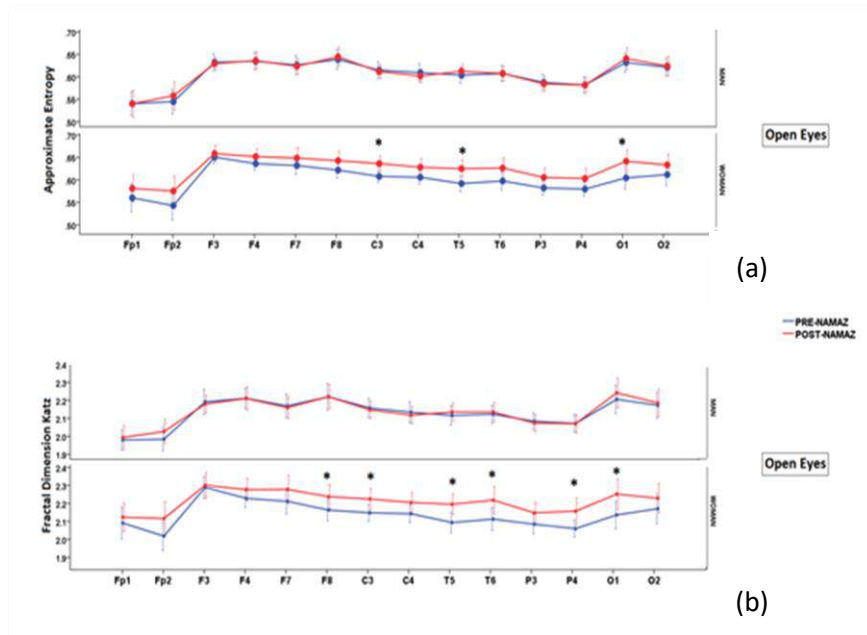 .70
.65
.60
.55
.50
MAN
Approximate Entropy
Open Eyes
.70
*
*
*
.65
.60
.55
.50
WOMAN
Fp1 Fp2 F3 F4 F7 F8 C3 C4 T5 T6 P3 P4 O1 O2
(a)
PRE-NAMAZ
POST-NAMAZ
2.4
2.3
2.2
2.1
2.0
1.9
MAN
Fractal Dimension Katz
Open Eyes
2.4
* * * * * *
2.3
2.2
2.1
2.0
1.9
WOMAN
Fp1 Fp2 F3 F4 F7 F8 C3 C4 T5 T6 P3 P4 O1 O2
(b)